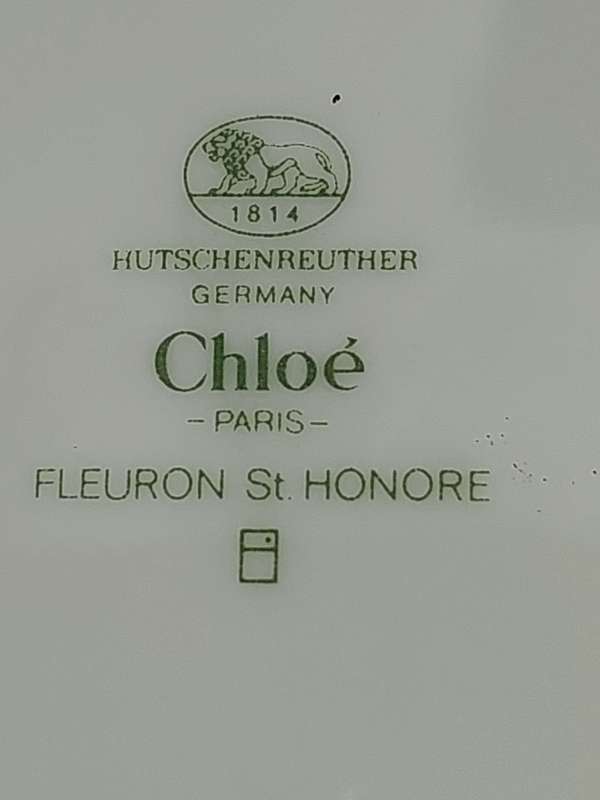 1814
HUTSCHENREUTHER
GERMANY
Chloé
-PARIS-
FLEURON St. HONORE